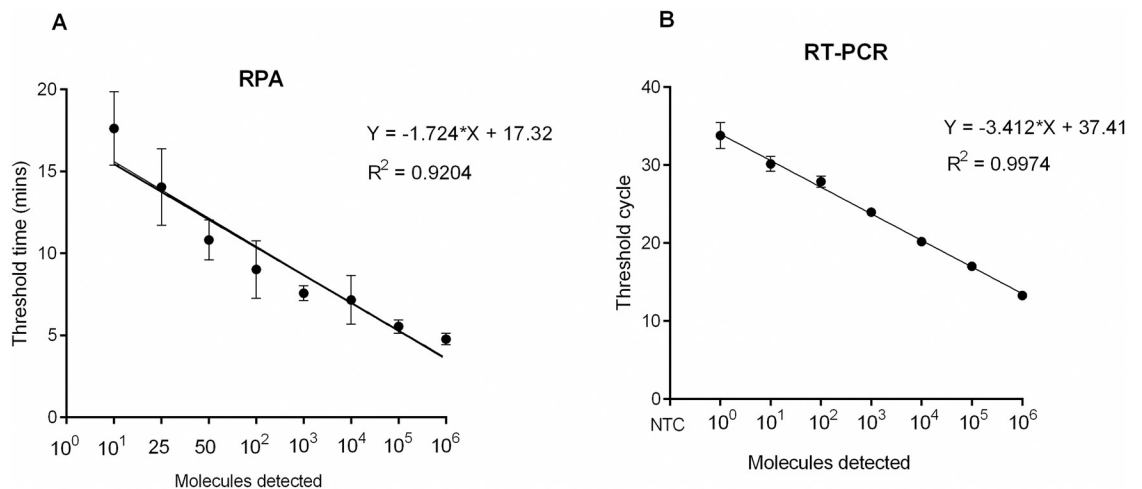 A
RPA
Y = -1.724*X + 17.32
R² = 0.9204
Threshold time (mins)
20
15
10
5
0
10⁰ 10¹ 25 50 10² 10³ 10⁴ 10⁵ 10⁶
Molecules detected
B
RT-PCR
Y = -3.412*X + 37.41
R² = 0.9974
Threshold cycle
40
30
20
10
0
NTC 10⁰ 10¹ 10² 10³ 10⁴ 10⁵ 10⁶
Molecules detected